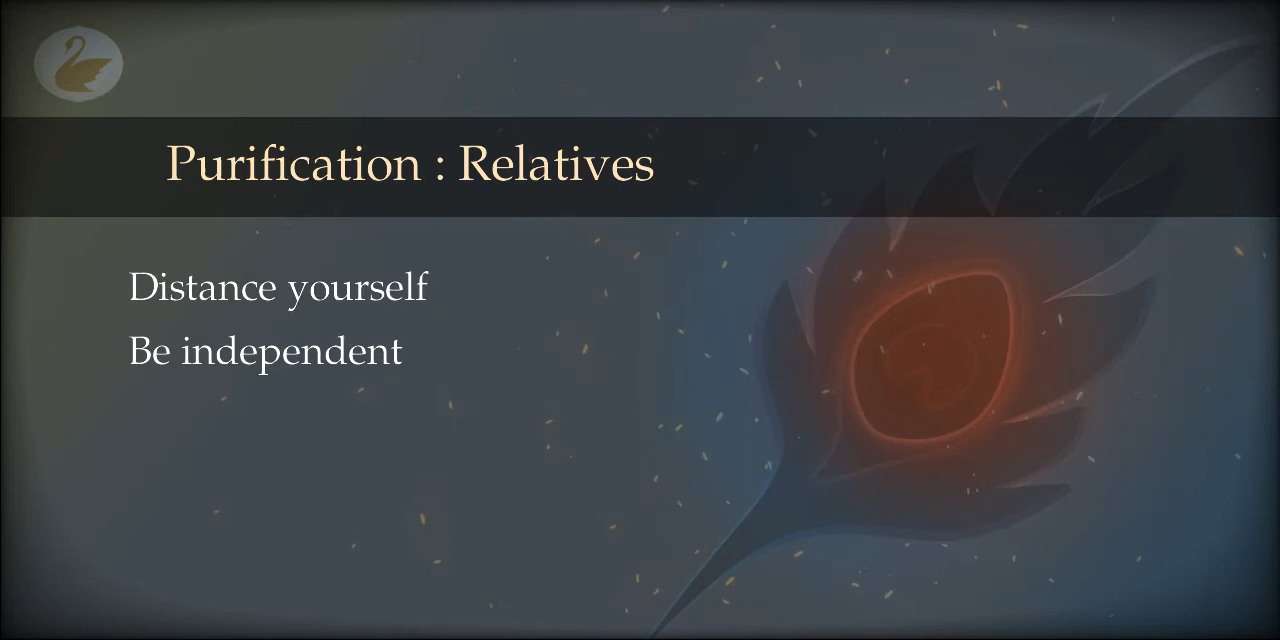 Purification : Relatives
Distance yourself
Be independent